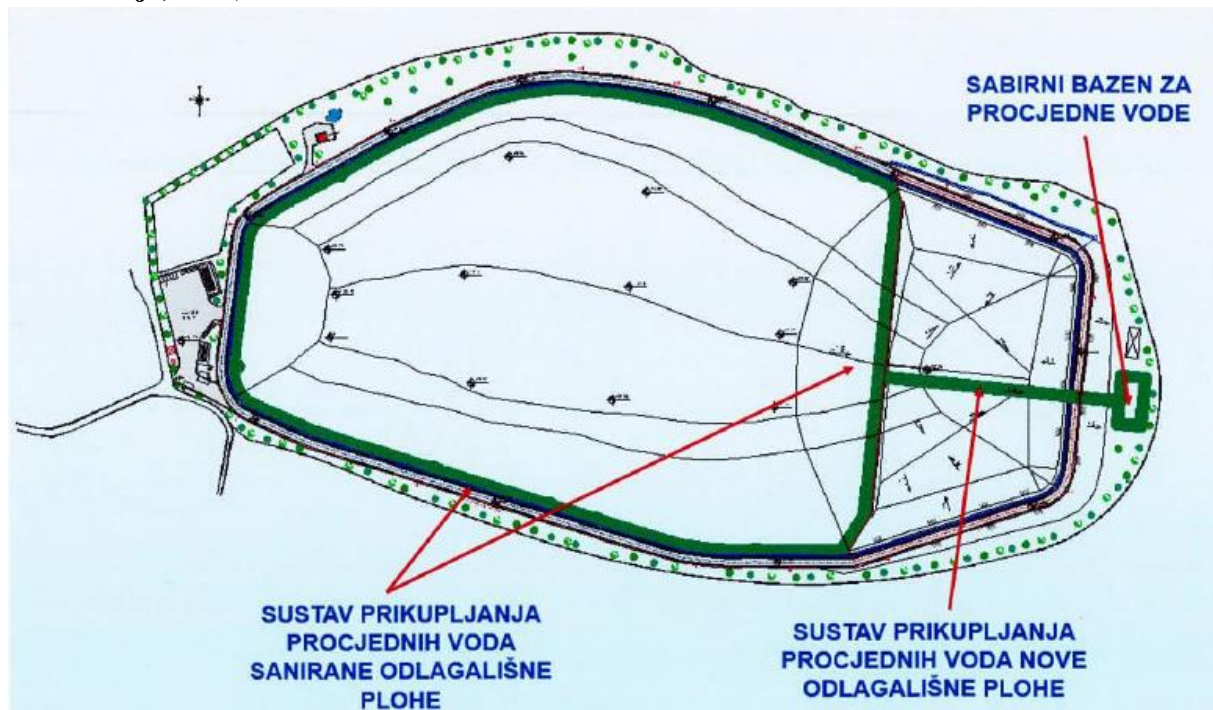 SABIRNI BAZEN ZA
PROCJEDNE VODE
SUSTAV PRIKUPLJANJA
PROCJEDNIH VODA
SANIRANE ODLAGALIŠNE
PLOHE
SUSTAV PRIKUPLJANJA
PROCJEDNIH VODA NOVE
ODLAGALIŠNE PLOHE